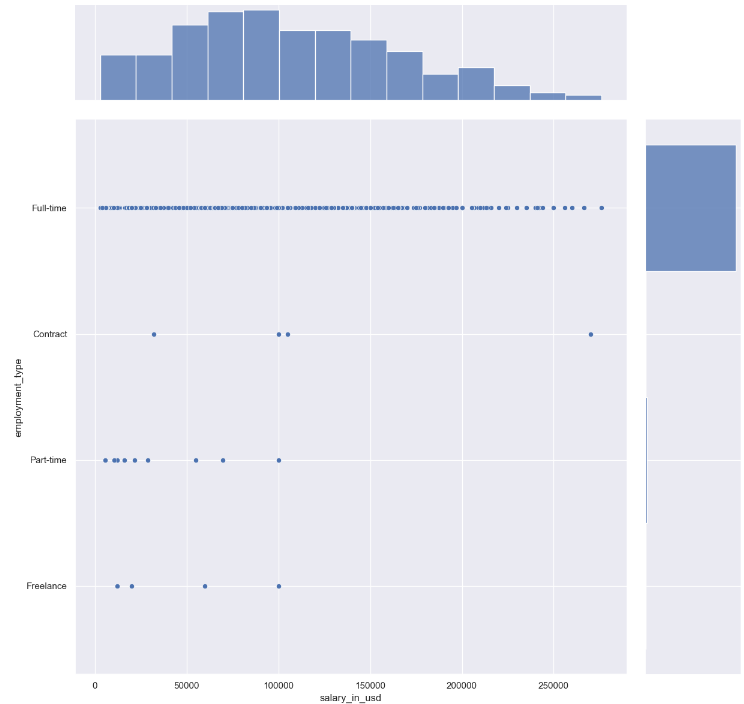 Full-time
Contract
Part-time
Freelance
employment_type
0 50000 100000 150000 200000 250000
salary_in_usd